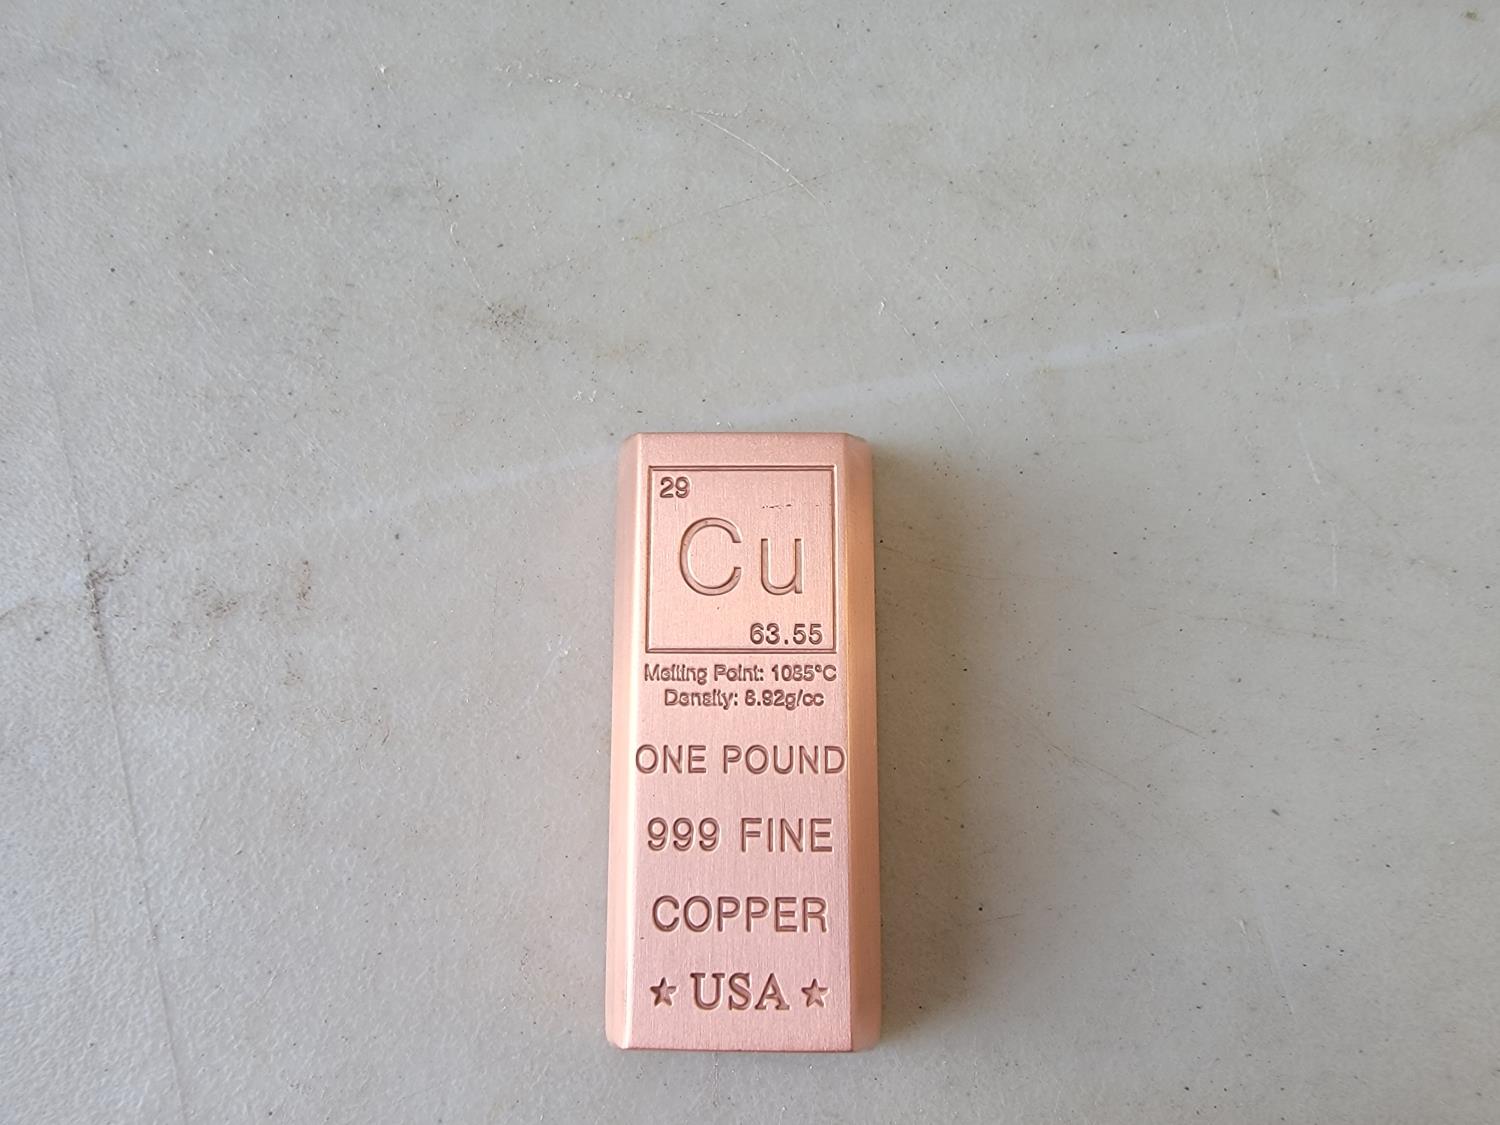 29
Cu
63.55
Melting Point: 1085°C
Density: 8.92g/cc
ONE POUND
999 FINE
COPPER
★ USA ★